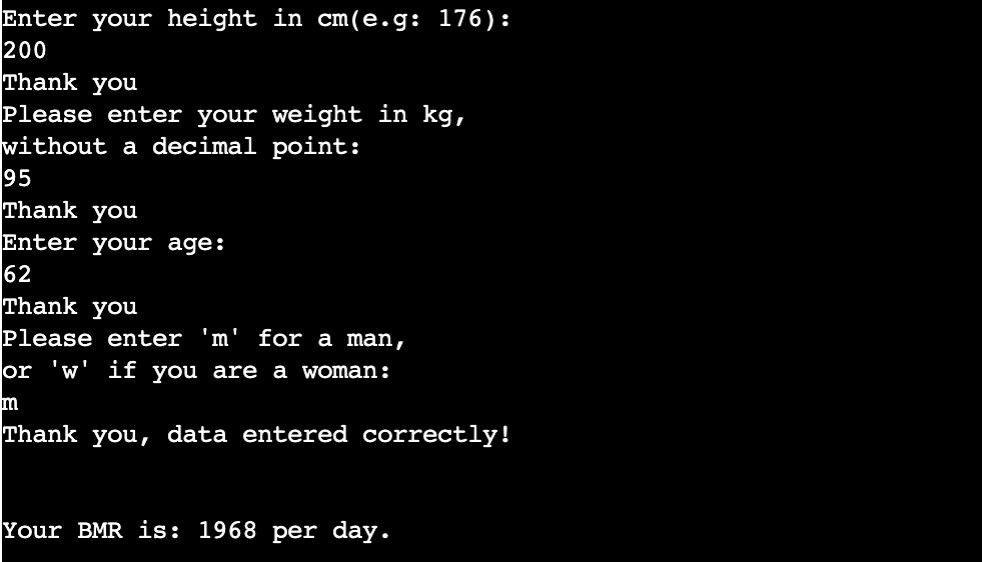 Enter your height in cm(e.g: 176):
200
Thank you
Please enter your weight in kg,
without a decimal point:
95
Thank you
Enter your age:
62
Thank you
Please enter 'm' for a man,
or 'w' if you are a woman:
m
Thank you, data entered correctly!
Your BMR is: 1968 per day.